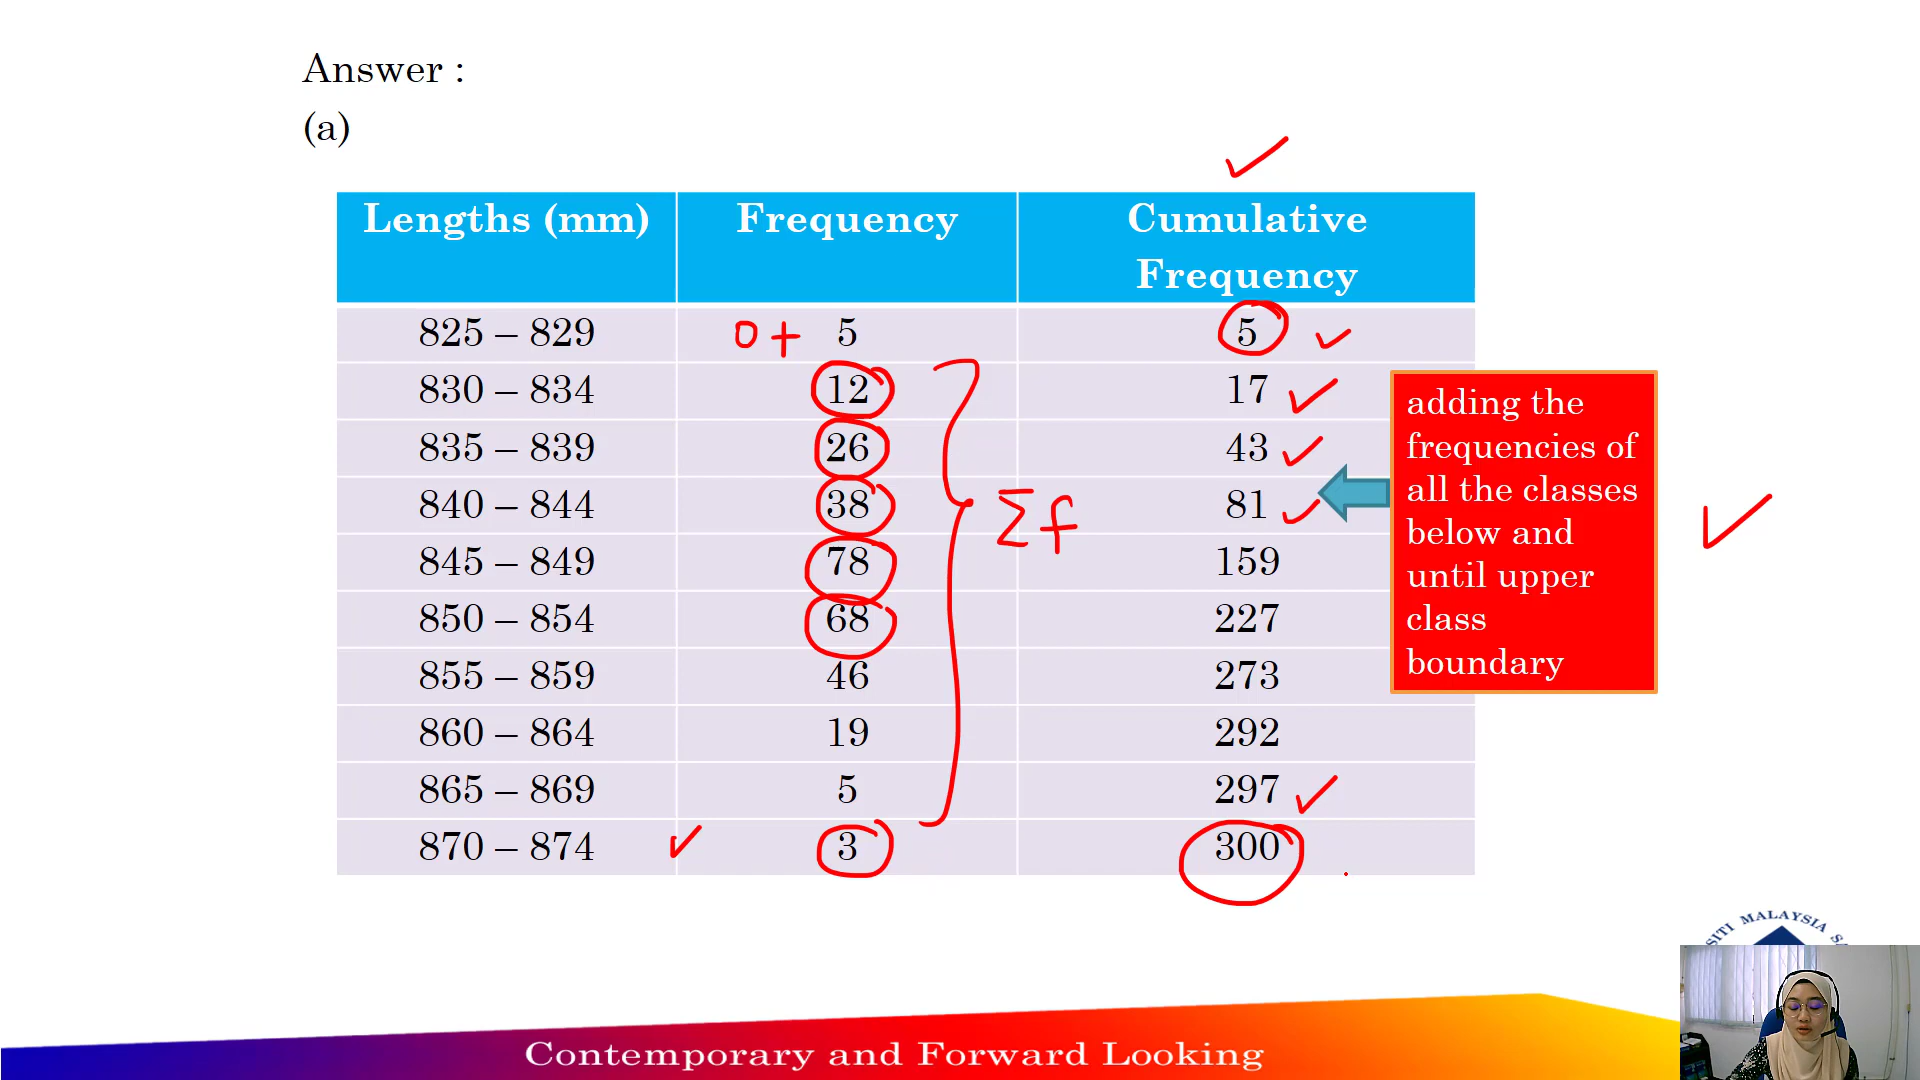 Answer :
(a)
Lengths (mm) Frequency Cumulative Frequency
825 – 829 0 + 5 5
830 – 834 12 17
835 – 839 26 43
840 – 844 38 81
845 – 849 78 159
850 – 854 68 227
855 – 859 46 273
860 – 864 19 292
865 – 869 5 297
870 – 874 3 300
Σf
adding the
frequencies of
all the classes
below and
until upper
class
boundary
MALAYSIA
Contemporary and Forward Looking